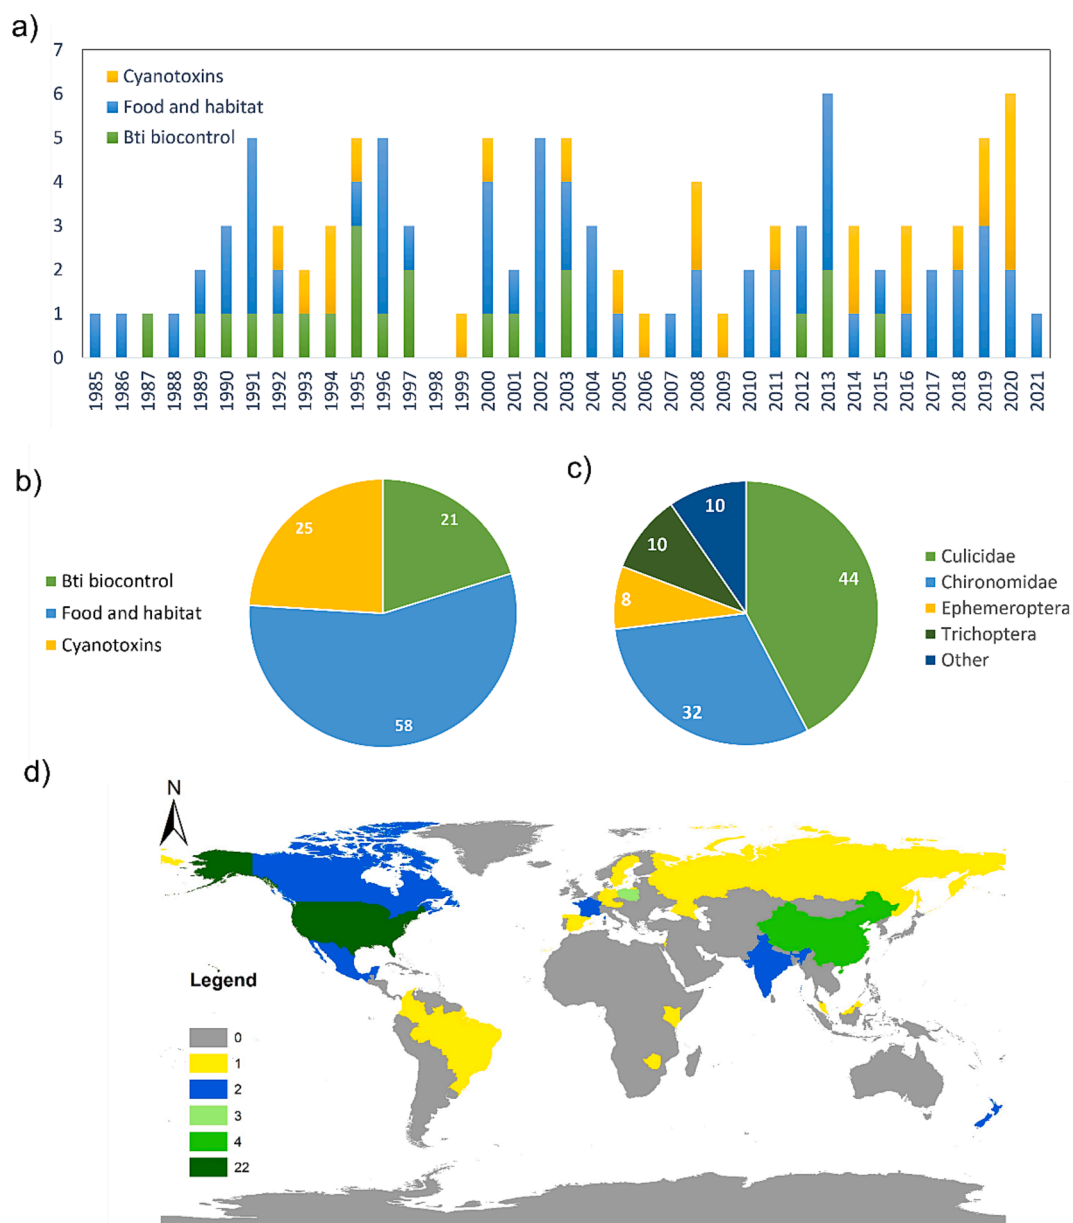 a)
7
6
5
4
3
2
1
0
Cyanotoxins
Food and habitat
Bti biocontrol
1985 1986 1987 1988 1989 1990 1991 1992 1993 1994 1995 1996 1997 1998 1999 2000 2001 2002 2003 2004 2005 2006 2007 2008 2009 2010 2011 2012 2013 2014 2015 2016 2017 2018 2019 2020 2021
b)
25
21
58
Bti biocontrol
Food and habitat
Cyanotoxins
c)
10
10
8
32
44
Culicidae
Chironomidae
Ephemeroptera
Trichoptera
Other
d)
N
Legend
0
1
2
3
4
22